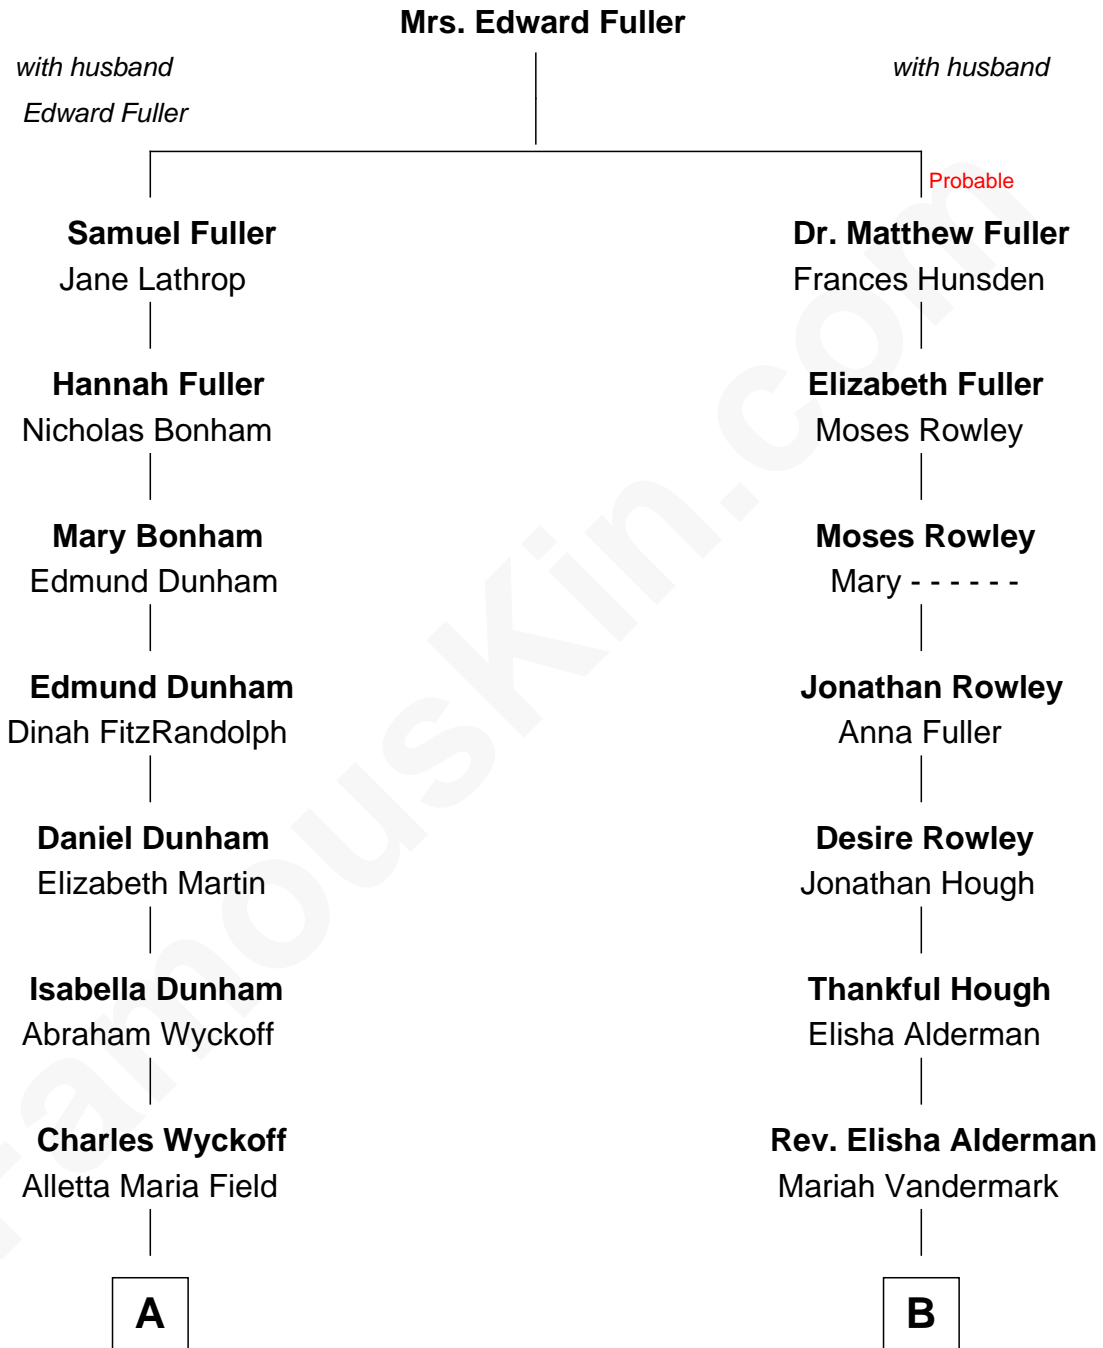 Mrs. Edward Fuller
with husband
Edward Fuller
with husband
Probable
Samuel Fuller
Jane Lathrop
Dr. Matthew Fuller
Frances Hunsden
Hannah Fuller
Nicholas Bonham
Elizabeth Fuller
Moses Rowley
Mary Bonham
Edmund Dunham
Moses Rowley
Mary - - - - - -
Edmund Dunham
Dinah FitzRandolph
Jonathan Rowley
Anna Fuller
Daniel Dunham
Elizabeth Martin
Desire Rowley
Jonathan Hough
Isabella Dunham
Abraham Wyckoff
Thankful Hough
Elisha Alderman
Charles Wyckoff
Alletta Maria Field
Rev. Elisha Alderman
Mariah Vandermark
A
B
FamousKin.com